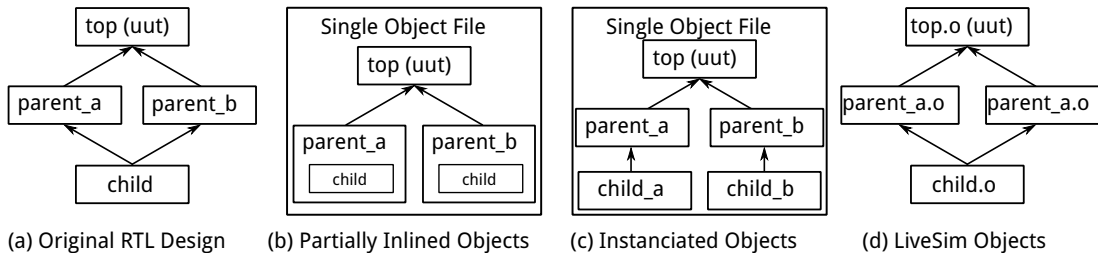 top (uut)
parent_a
parent_b
child
(a) Original RTL Design
Single Object File
top (uut)
parent_a
child
parent_b
child
(b) Partially Inlined Objects
Single Object File
top (uut)
parent_a
parent_b
child_a
child_b
(c) Instanciated Objects
top.o (uut)
parent_a.o
parent_a.o
child.o
(d) LiveSim Objects